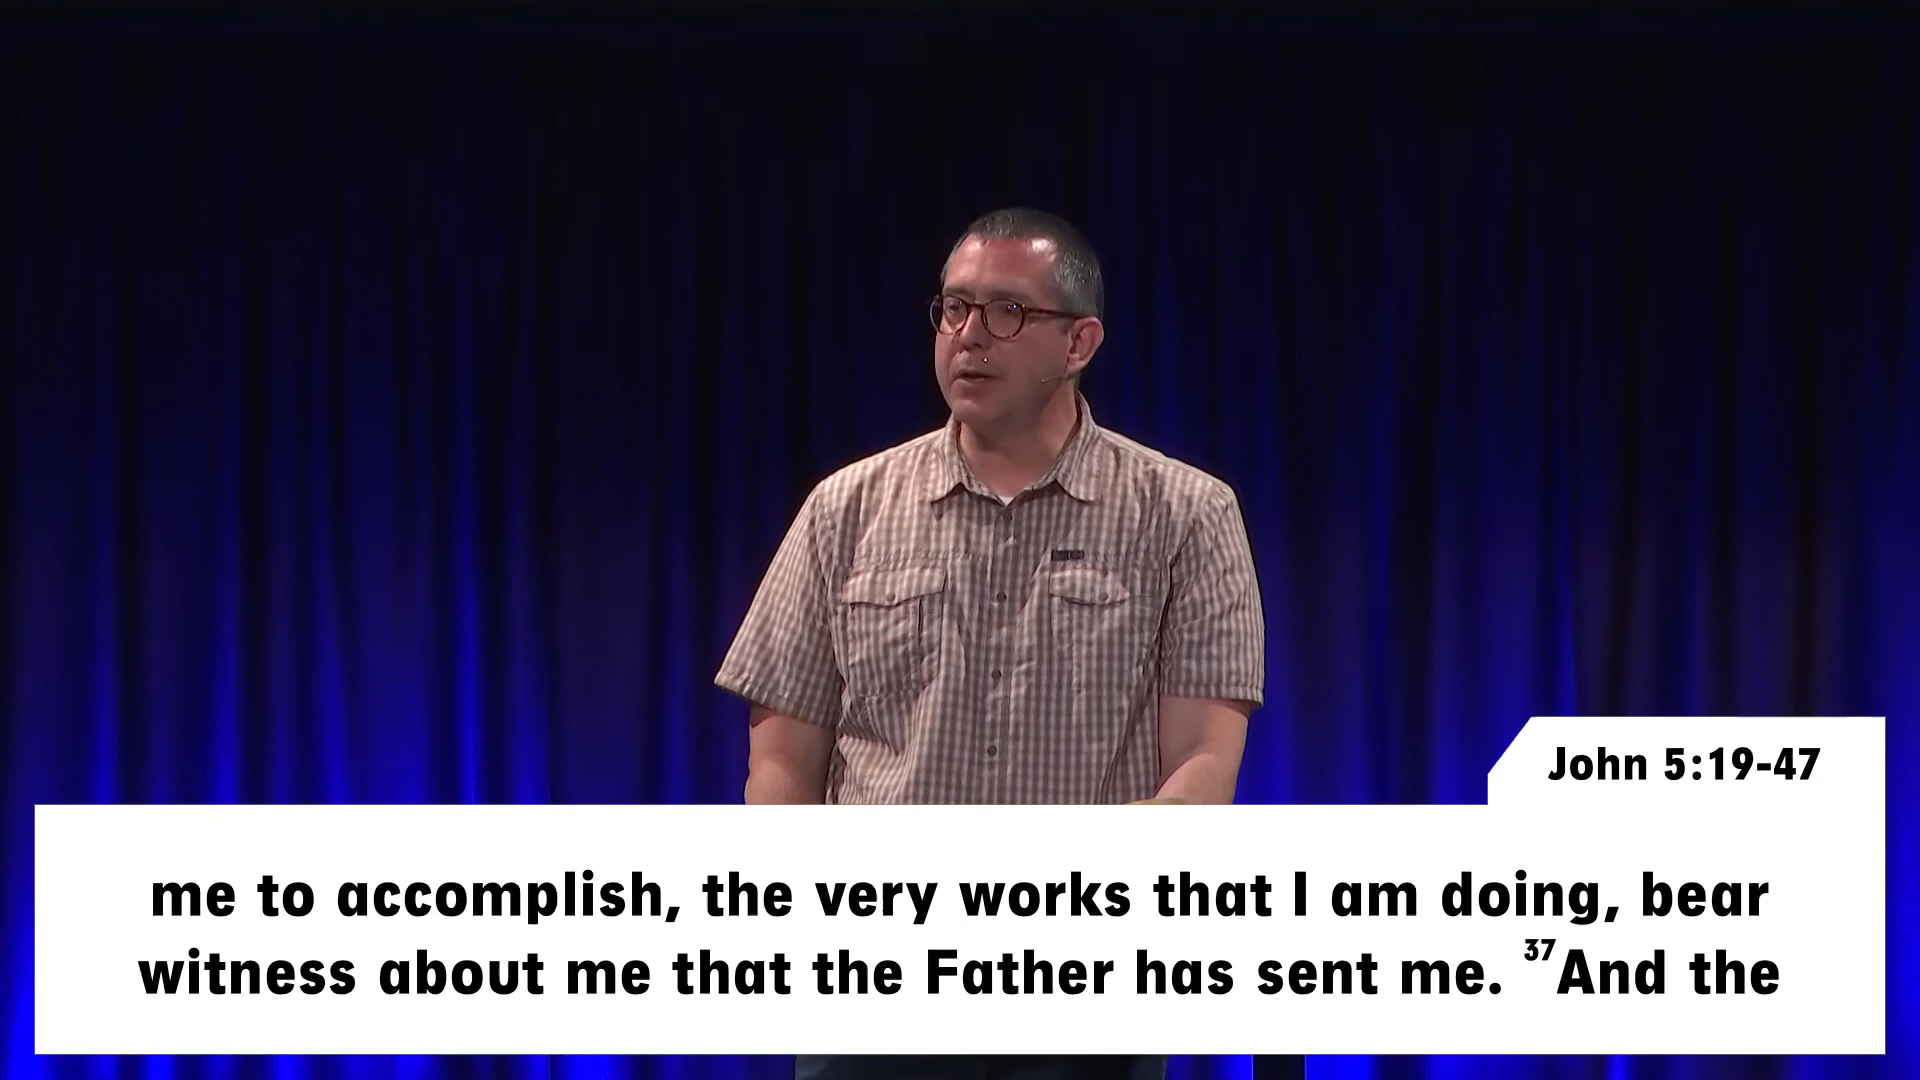 John 5:19-47
me to accomplish, the very works that I am doing, bear
witness about me that the Father has sent me. ³⁷And the